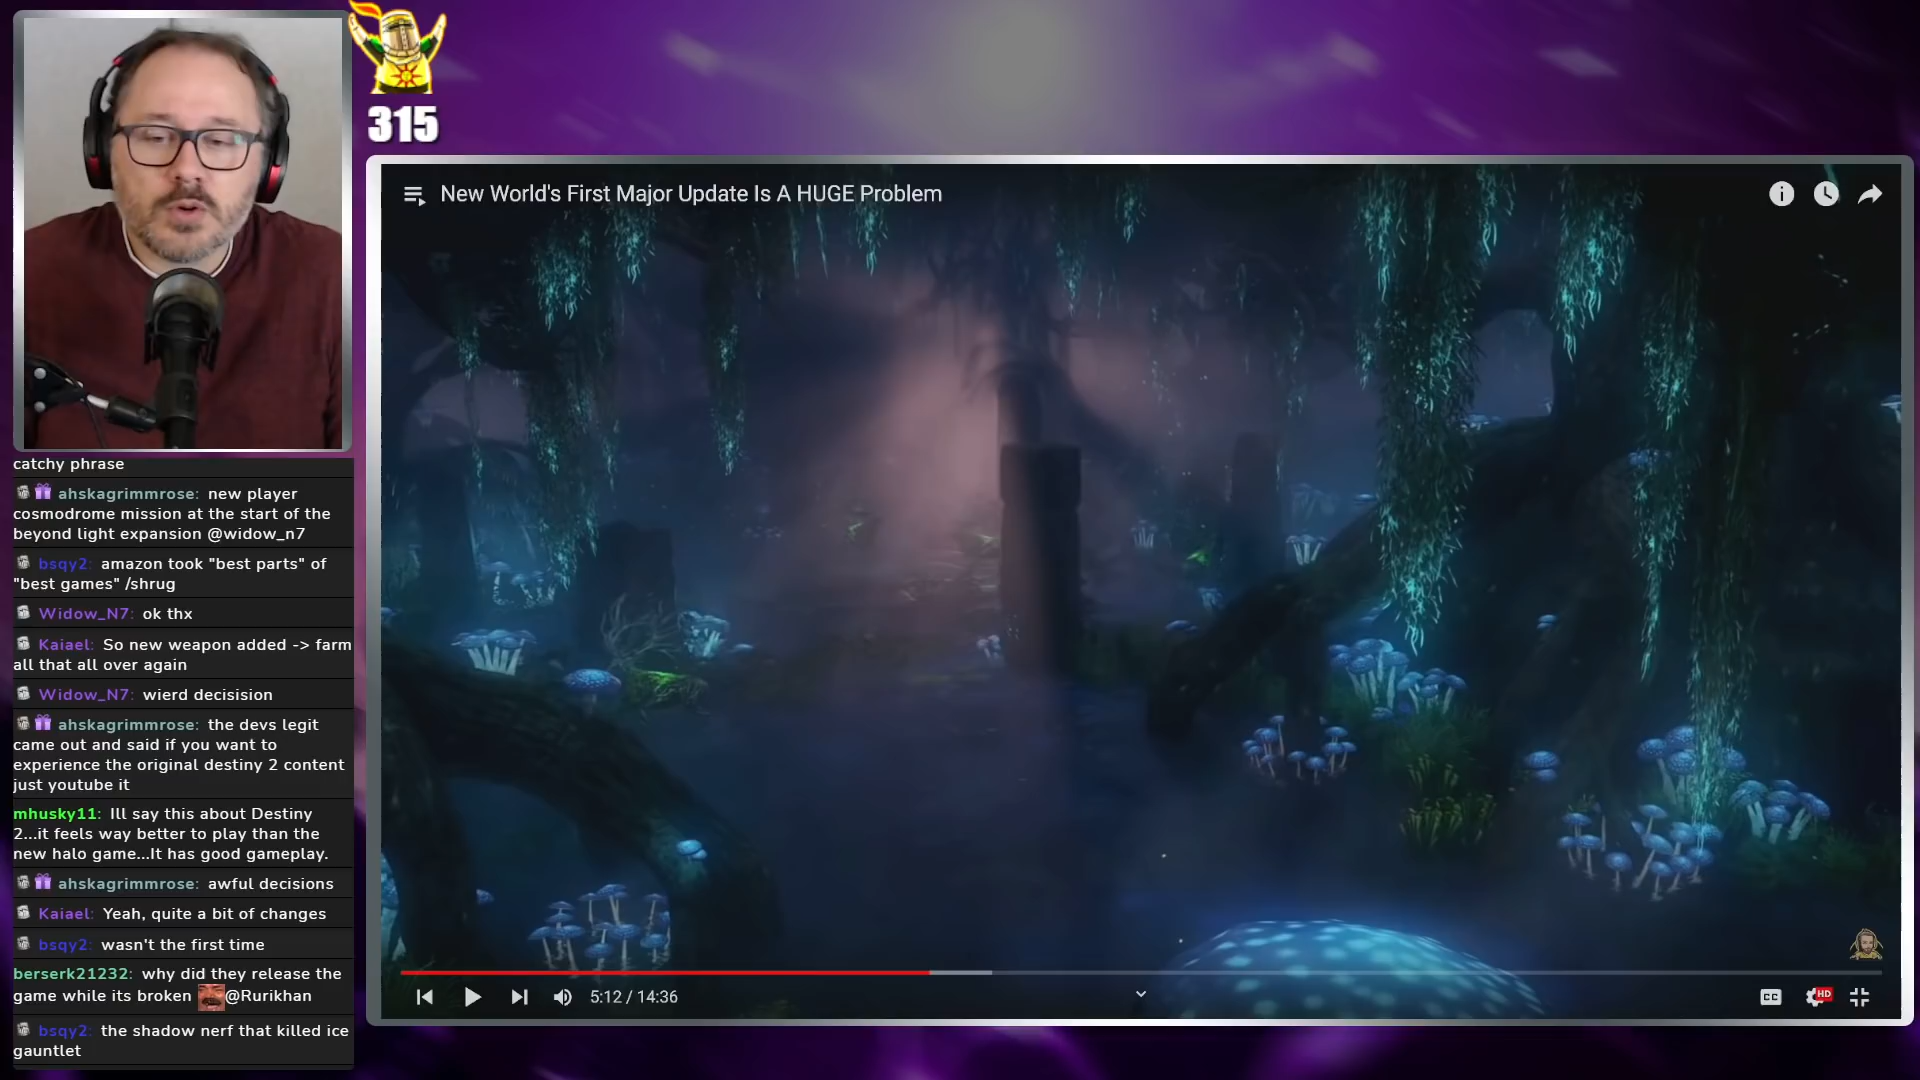 315
New World's First Major Update Is A HUGE Problem
catchy phrase
ahskagrimmrose: new player
cosmodrome mission at the start of the
beyond light expansion @widow_n7
bsqy2: amazon took "best parts" of
"best games" /shrug
Widow_N7: ok thx
Kaiael: So new weapon added -> farm
all that all over again
Widow_N7: wierd decisision
ahskagrimmrose: the devs legit
came out and said if you want to
experience the original destiny 2 content
just youtube it
mhusky11: Ill say this about Destiny
2...it feels way better to play than the
new halo game...It has good gameplay.
ahskagrimmrose: awful decisions
Kaiael: Yeah, quite a bit of changes
bsqy2: wasn't the first time
berserk21232: why did they release the
game while its broken @Rurikhan
bsqy2: the shadow nerf that killed ice
gauntlet
5:12 / 14:36
CC
HD